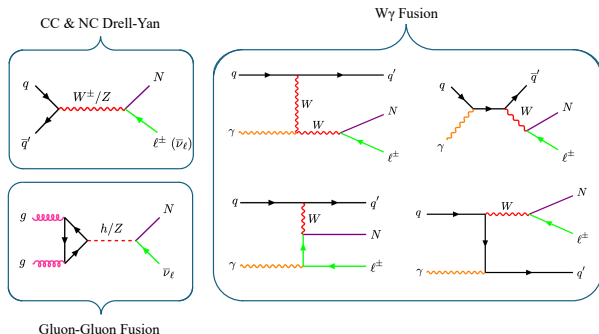 CC & NC Drell-Yan
q
q̅′
W±/Z
N
ℓ± (ν̅ℓ)
g
g
h/Z
N
ν̅ℓ
Gluon-Gluon Fusion
Wγ Fusion
q
q′
W
γ
W
N
ℓ±
q
q̅′
W
N
γ
ℓ±
q
q′
W
N
γ
ℓ±
q
W
N
ℓ±
γ
q′